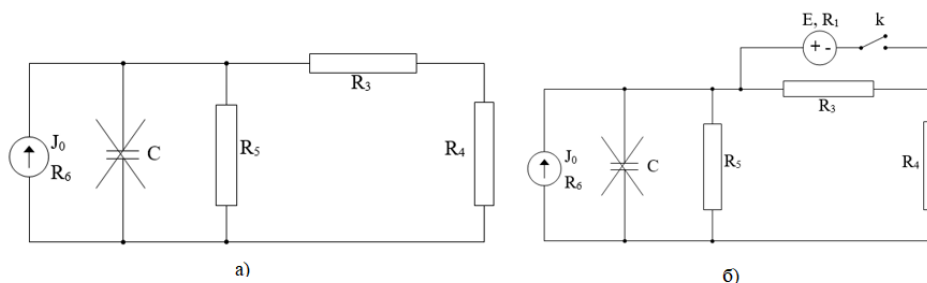 J₀
R₆
C
R₅
R₃
R₄
а)
E, R₁
k
+ -
J₀
R₆
C
R₅
R₃
R₄
б)